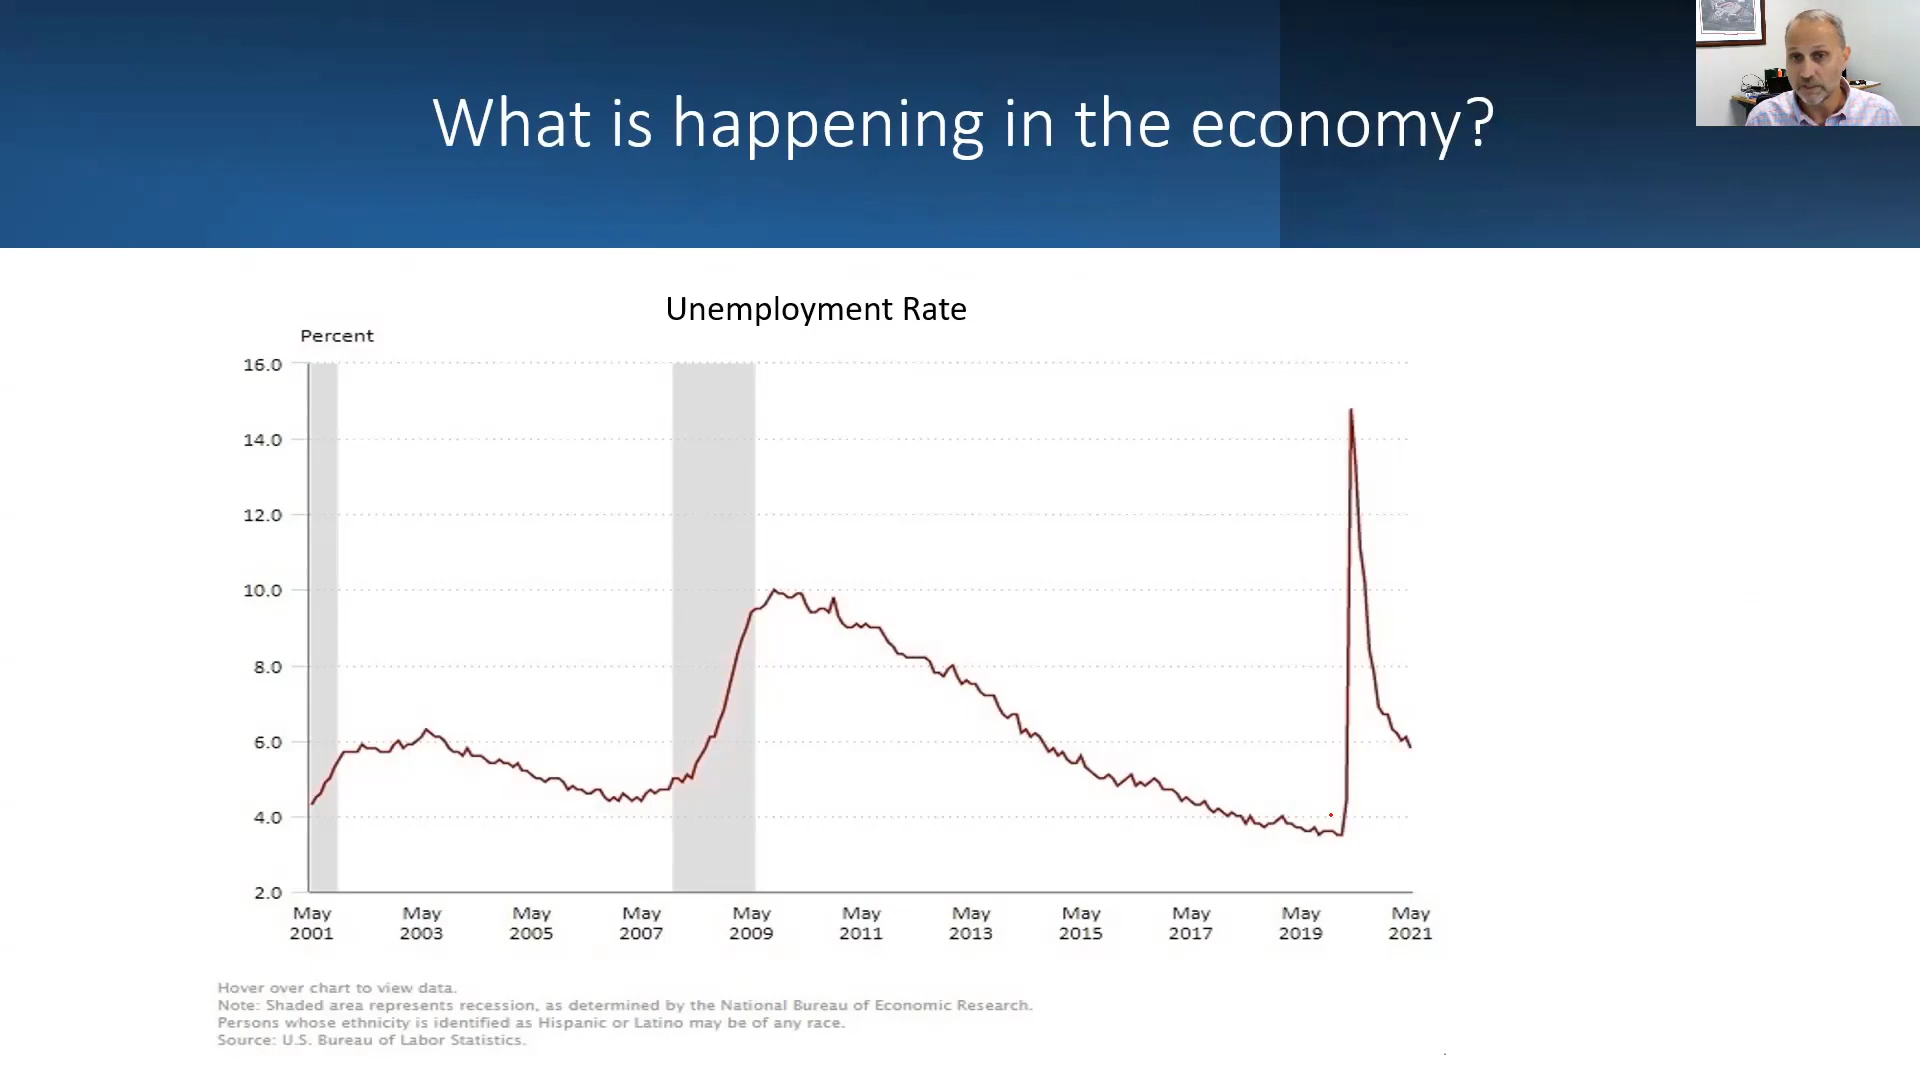 What is happening in the economy?
Unemployment Rate
Percent
16.0
14.0
12.0
10.0
8.0
6.0
4.0
2.0
May May May May May May May May May May May
2001 2003 2005 2007 2009 2011 2013 2015 2017 2019 2021
Hover over chart to view data.
Note: Shaded area represents recession, as determined by the National Bureau of Economic Research.
Persons whose ethnicity is identified as Hispanic or Latino may be of any race.
Source: U.S. Bureau of Labor Statistics.